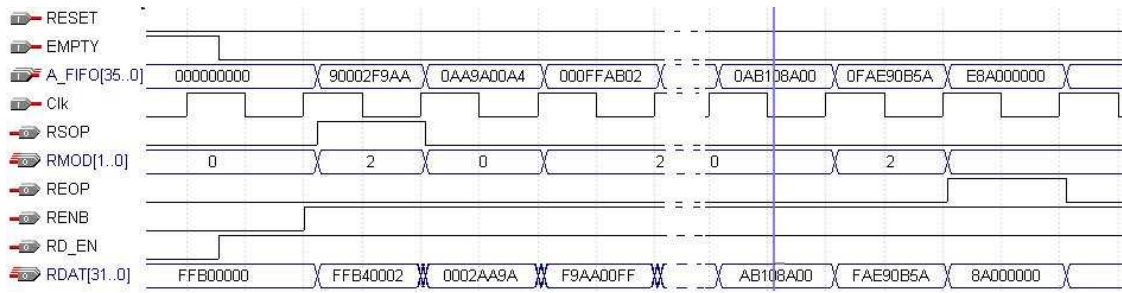 RESET
EMPTY
A_FIFO[35..0] 000000000 90002F9AA 0AA9A00A4 000FFAB02 0AB108A00 0FAE90B5A E8A000000
Clk
RSOP
RMOD[1..0] 0 2 0 2 0 2
REOP
RENB
RD_EN
RDAT[31..0] FFB00000 FFB40002 0002AA9A F9AA00FF AB108A00 FAE90B5A 8A000000